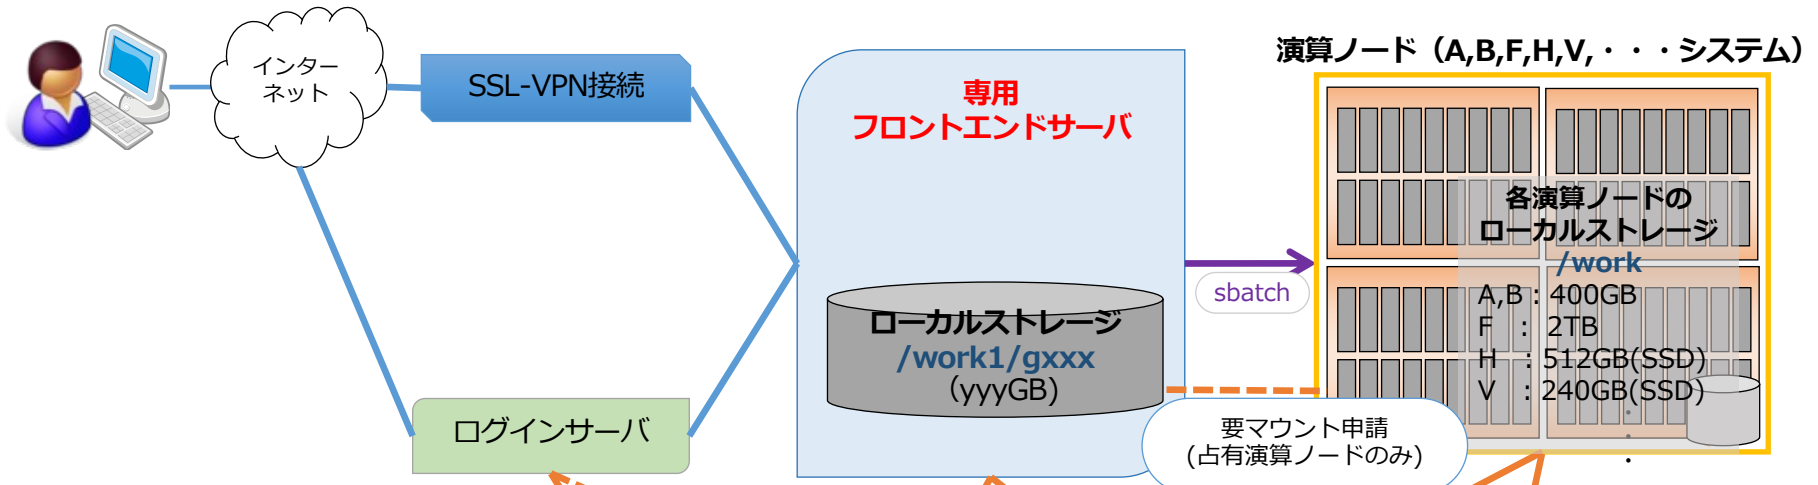 インター
ネット
SSL-VPN接続
ログインサーバ
専用
フロントエンドサーバ
ローカルストレージ
/work1/gxxx
(yyyGB)
sbatch
要マウント申請
(占有演算ノードのみ)
演算ノード（A,B,F,H,V,・・・システム）
各演算ノードの
ローカルストレージ
/work
A,B：400GB
F ： 2TB
H ：512GB(SSD)
V ：240GB(SSD)
・
・